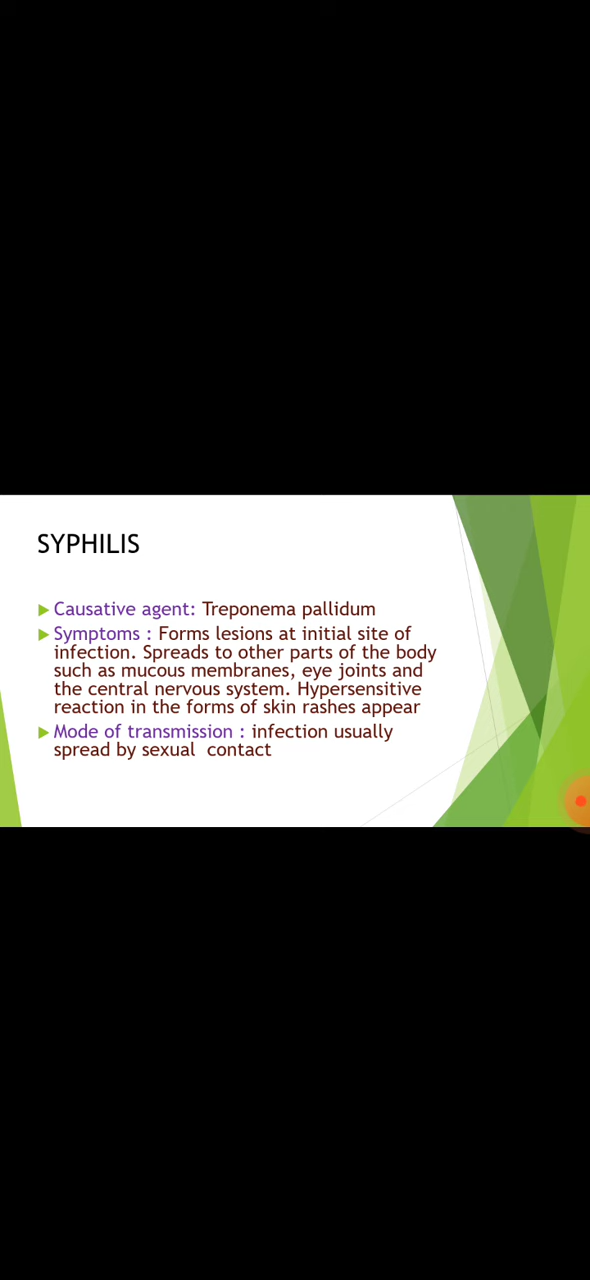 SYPHILIS
Causative agent: Treponema pallidum
Symptoms : Forms lesions at initial site of
infection. Spreads to other parts of the body
such as mucous membranes, eye joints and
the central nervous system. Hypersensitive
reaction in the forms of skin rashes appear
Mode of transmission : infection usually
spread by sexual contact